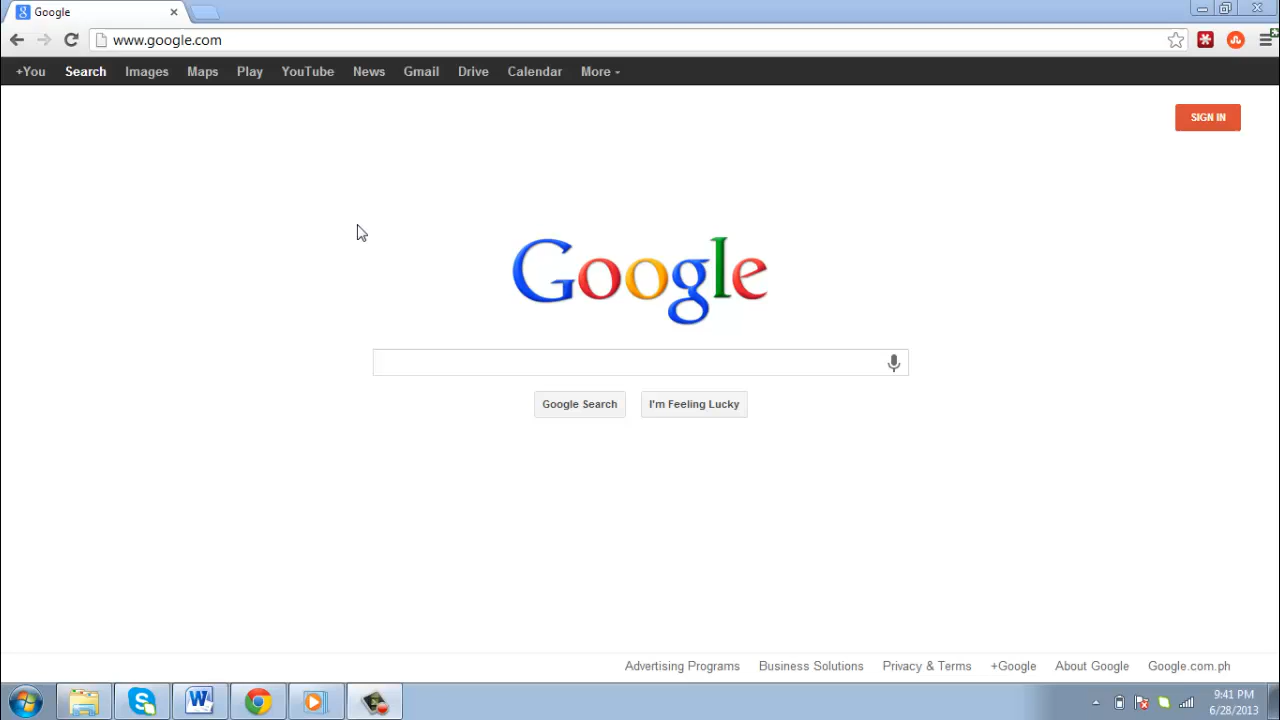 Google
www.google.com
+You Search Images Maps Play YouTube News Gmail Drive Calendar More
SIGN IN
Google
Google Search I'm Feeling Lucky
Advertising Programs Business Solutions Privacy & Terms +Google About Google Google.com.ph
9:41 PM
6/28/2013